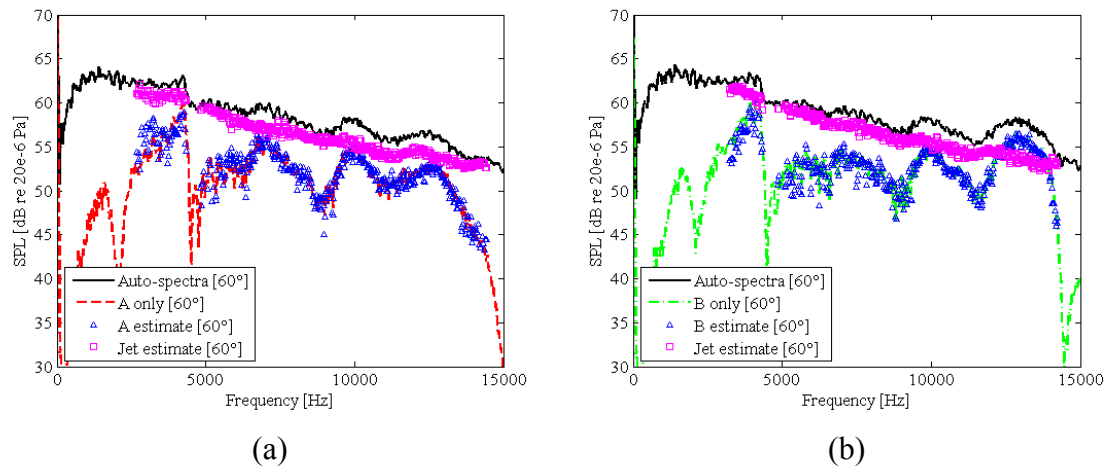 70
65
60
55
50
45
40
35
30
SPL [dB re 20e-6 Pa]
Auto-spectra [60°]
A only [60°]
A estimate [60°]
Jet estimate [60°]
0
5000
10000
15000
Frequency [Hz]
(a)
70
65
60
55
50
45
40
35
30
SPL [dB re 20e-6 Pa]
Auto-spectra [60°]
B only [60°]
B estimate [60°]
Jet estimate [60°]
0
5000
10000
15000
Frequency [Hz]
(b)